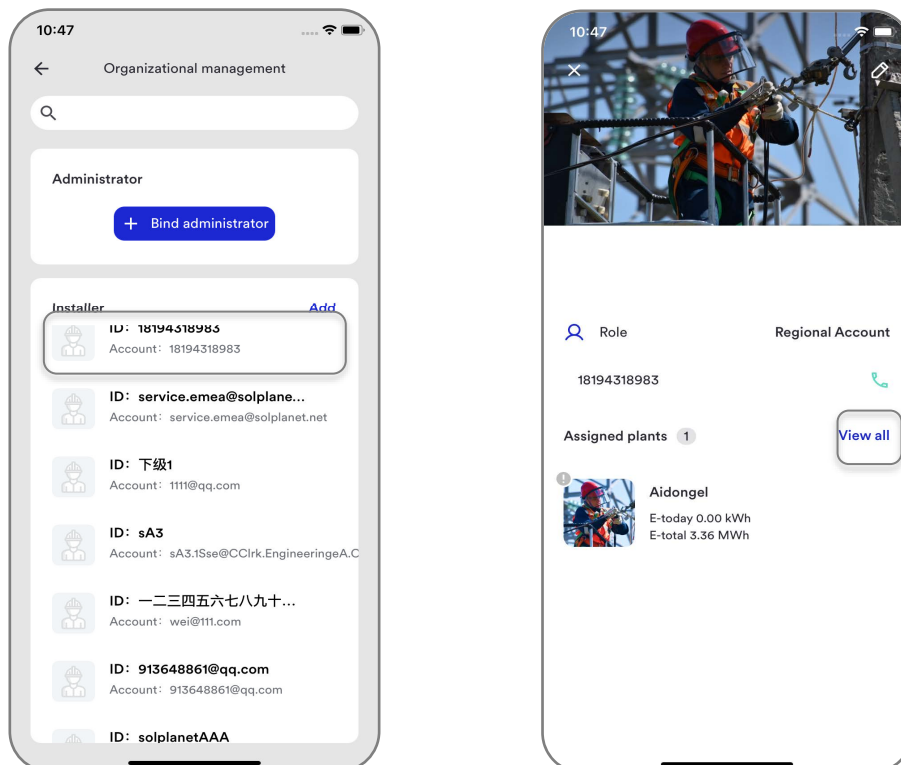 10:47
Organizational management
Administrator
+ Bind administrator
Installer Add
ID: 18194318983
Account: 18194318983
ID: service.emea@solplane...
Account: service.emea@solplanet.net
ID: 下级1
Account: 1111@qq.com
ID: sA3
Account: sA3.1Sse@CClrk.EngineeringeA.C
ID: 一二三四五六七八九十...
Account: wei@111.com
ID: 913648861@qq.com
Account: 913648861@qq.com
ID: solplanetAAA
10:47
Role Regional Account
18194318983
Assigned plants 1 View all
Aidongel
E-today 0.00 kWh
E-total 3.36 MWh